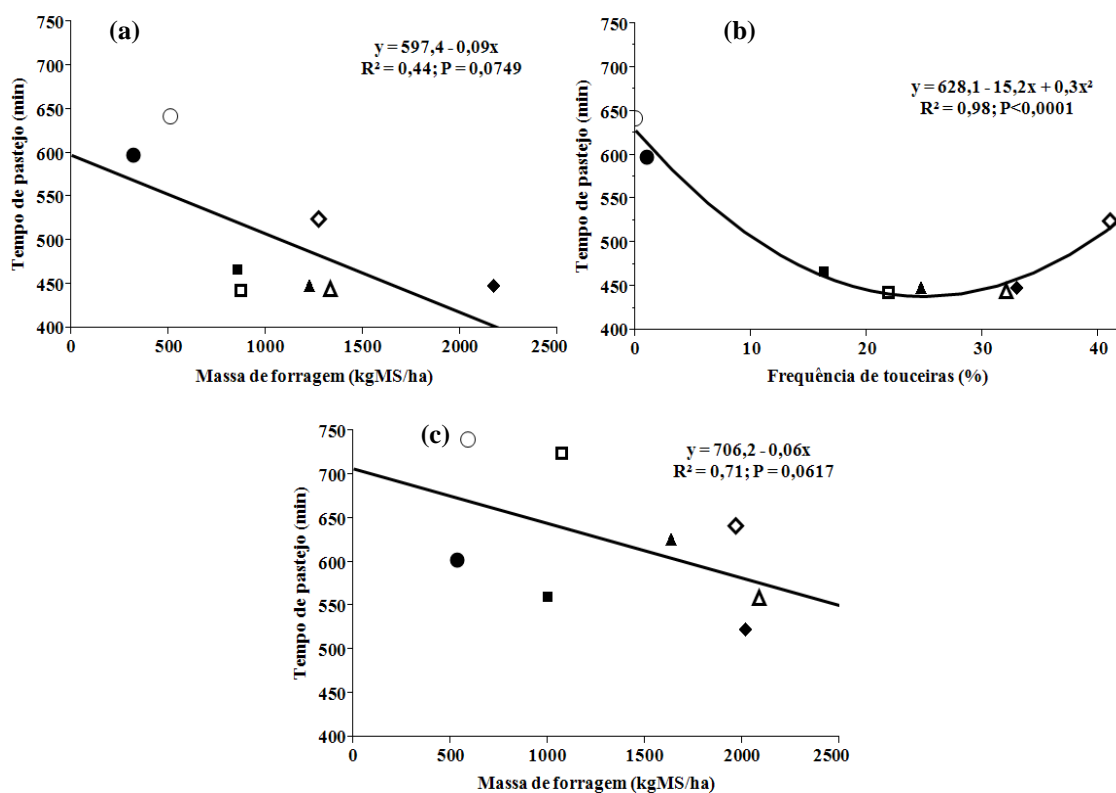 (a)
y = 597,4 - 0,09x
R² = 0,44; P = 0,0749
Tempo de pastejo (min)
750
700
650
600
550
500
450
400
0 500 1000 1500 2000 2500
Massa de forragem (kgMS/ha)
(b)
y = 628,1 - 15,2x + 0,3x²
R² = 0,98; P<0,0001
Tempo de pastejo (min)
750
700
650
600
550
500
450
400
0 10 20 30 40
Frequência de touceiras (%)
(c)
y = 706,2 - 0,06x
R² = 0,71; P = 0,0617
Tempo de pastejo (min)
750
700
650
600
550
500
450
400
0 500 1000 1500 2000 2500
Massa de forragem (kgMS/ha)